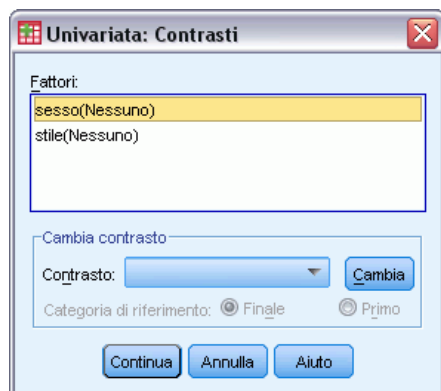 Univariata: Contrasti
Fattori:
sesso(Nessuno)
stile(Nessuno)
Cambia contrasto
Contrasto: Cambia
Categoria di riferimento: Finale Primo
Continua Annulla Aiuto